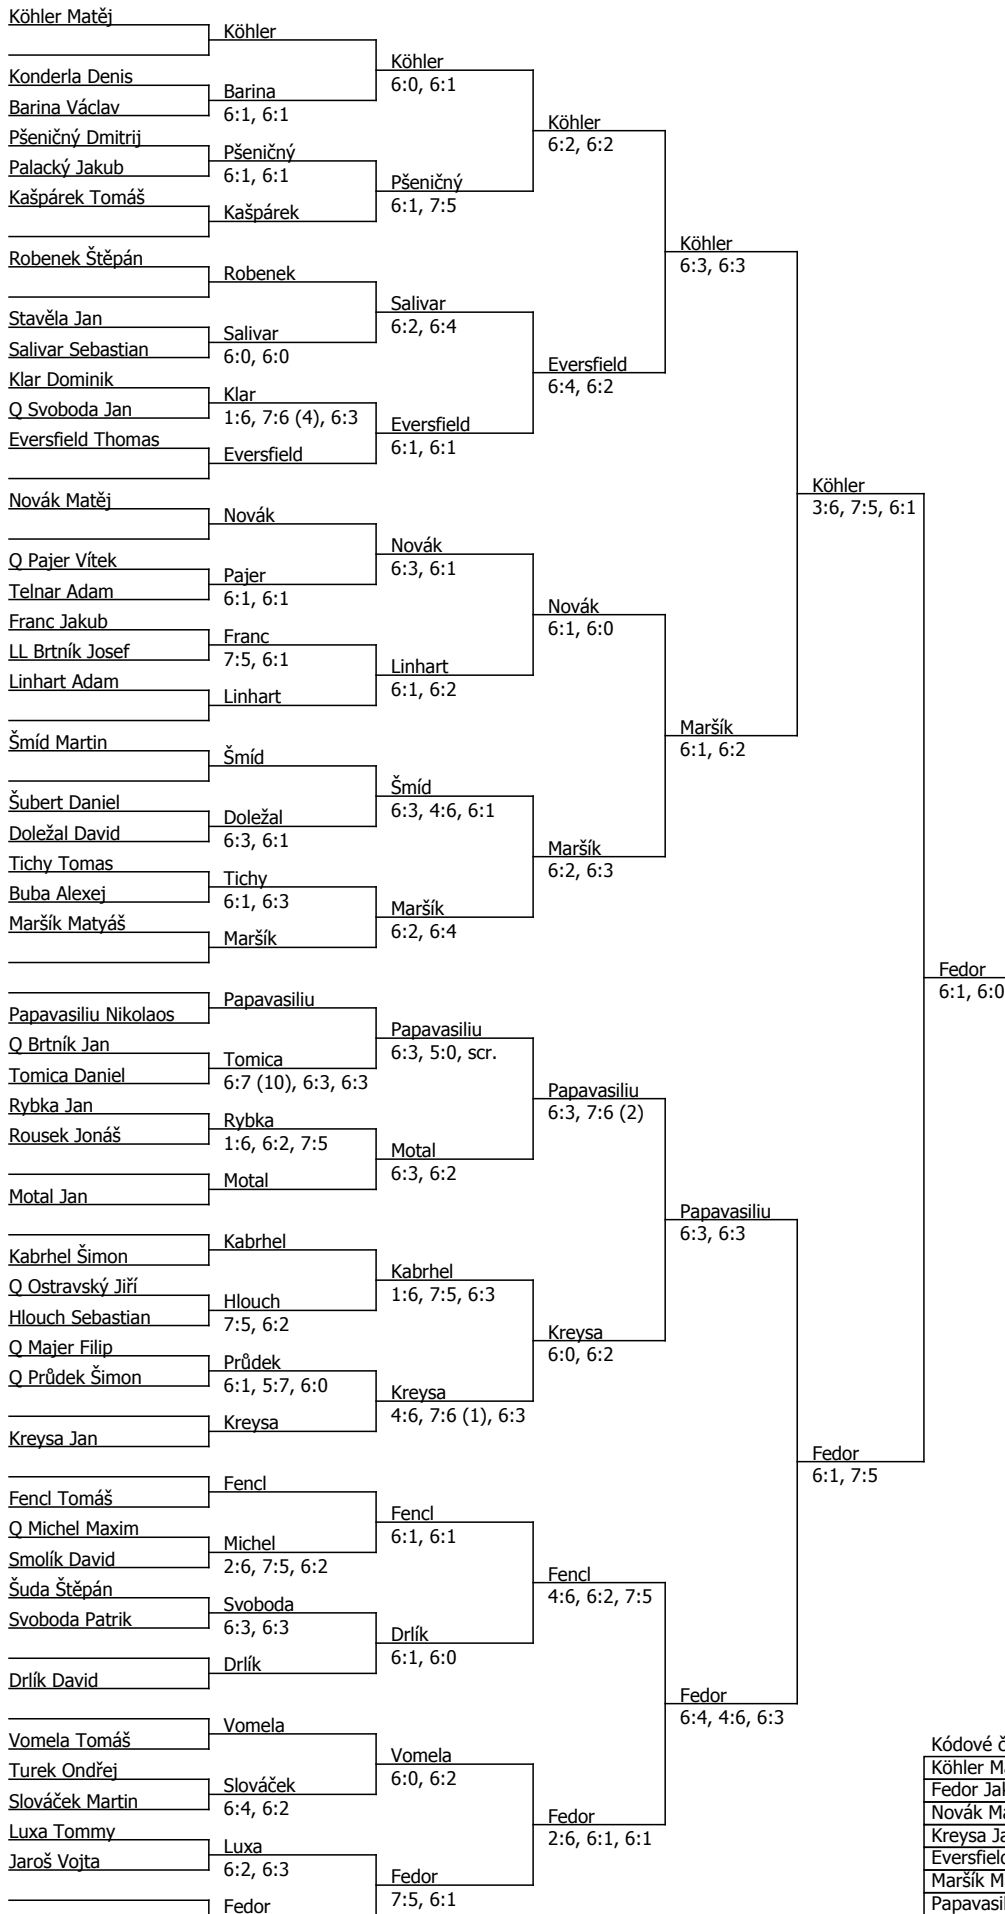 Köhler Matěj
Konderla Denis
Barina Václav
Pšeničný Dmitrij
Palacký Jakub
Kašpárek Tomáš
Robenek Štěpán
Stavěla Jan
Salivar Sebastian
Klar Dominik
Q Svoboda Jan
Eversfield Thomas
Novák Matěj
Q Pajer Vítek
Telnar Adam
Franc Jakub
LL Brtník Josef
Linhart Adam
Šmíd Martin
Šubert Daniel
Doležal David
Tichy Tomas
Buba Alexej
Maršík Matyáš
Papavasiliu Nikolaos
Q Brtník Jan
Tomica Daniel
Rybka Jan
Rousek Jonáš
Motal Jan
Kabrhel Šimon
Q Ostravský Jiří
Hlouch Sebastian
Q Majer Filip
Q Průdek Šimon
Kreysa Jan
Fencl Tomáš
Q Michel Maxim
Smolík David
Šuda Štěpán
Svoboda Patrik
Drlík David
Vomela Tomáš
Turek Ondřej
Slováček Martin
Luxa Tommy
Jaroš Vojta
Köhler
Barina
6:1, 6:1
Pšeničný
6:1, 6:1
Kašpárek
Robenek
Salivar
6:0, 6:0
Klar
1:6, 7:6 (4), 6:3
Eversfield
Novák
Pajer
6:1, 6:1
Franc
7:5, 6:1
Linhart
Šmíd
Doležal
6:3, 6:1
Tichy
6:1, 6:3
Maršík
Papavasiliu
Tomica
6:7 (10), 6:3, 6:3
Rybka
1:6, 6:2, 7:5
Motal
Kabrhel
Hlouch
7:5, 6:2
Průdek
6:1, 5:7, 6:0
Kreysa
Fencl
Michel
2:6, 7:5, 6:2
Svoboda
6:3, 6:3
Drlík
Vomela
Slováček
6:4, 6:2
Luxa
6:2, 6:3
Fedor
Köhler
6:0, 6:1
Pšeničný
6:1, 7:5
Salivar
6:2, 6:4
Eversfield
6:1, 6:1
Novák
6:3, 6:1
Linhart
6:1, 6:2
Šmíd
6:3, 4:6, 6:1
Maršík
6:2, 6:4
Papavasiliu
6:3, 5:0, scr.
Motal
6:3, 6:2
Kabrhel
1:6, 7:5, 6:3
Kreysa
4:6, 7:6 (1), 6:3
Fencl
6:1, 6:1
Drlík
6:1, 6:0
Vomela
6:0, 6:2
Fedor
7:5, 6:1
Köhler
6:2, 6:2
Eversfield
6:4, 6:2
Novák
6:1, 6:0
Maršík
6:2, 6:3
Papavasiliu
6:3, 7:6 (2)
Kreysa
6:0, 6:2
Fencl
4:6, 6:2, 7:5
Fedor
2:6, 6:1, 6:1
Köhler
6:3, 6:3
Maršík
6:1, 6:2
Papavasiliu
6:3, 6:3
Fedor
6:4, 4:6, 6:3
Köhler
3:6, 7:5, 6:1
Fedor
6:1, 7:5
Fedor
6:1, 6:0
Kódové č
Köhler Ma
Fedor Jak
Novák Ma
Kreysa Ja
Eversfield
Maršík M
Papavasil